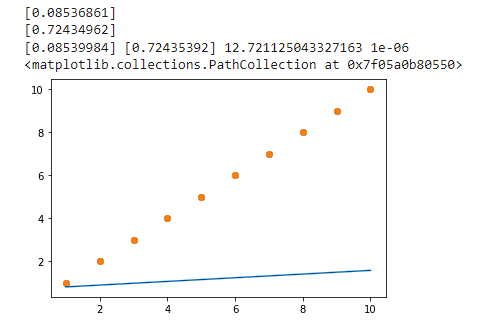 [0.08536861]
[0.72434962]
[0.08539984] [0.72435392] 12.721125043327163 1e-06
<matplotlib.collections.PathCollection at 0x7f05a0b80550>
10
8
6
4
2
2 4 6 8 10